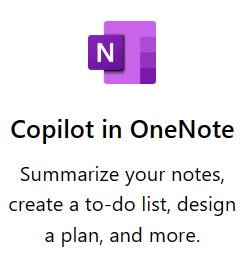 N
Copilot in OneNote
Summarize your notes,
create a to-do list, design
a plan, and more.